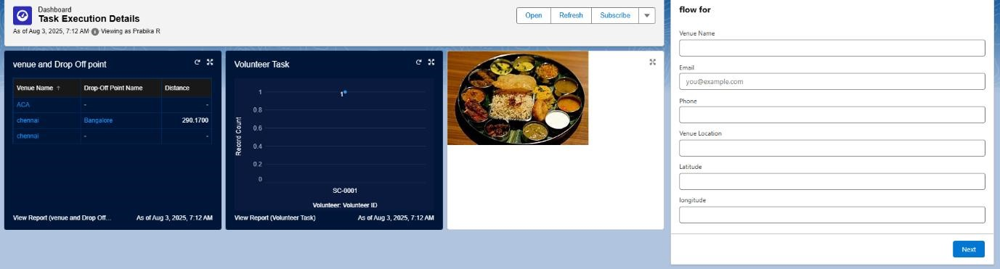 Dashboard
Task Execution Details
As of Aug 3, 2025, 7:12 AM Viewing as Prabika R
Open Refresh Subscribe
venue and Drop Off point
Venue Name ↑ Drop-Off Point Name Distance
ACA - -
chennai Bangalore 290.1700
chennai - -
View Report (venue and Drop Off... As of Aug 3, 2025, 7:12 AM
Volunteer Task
Record Count
1
0.8
0.6
0.4
0.2
0
1
SC-0001
Volunteer: Volunteer ID
View Report (Volunteer Task) As of Aug 3, 2025, 7:12 AM
flow for
Venue Name
Email
you@example.com
Phone
Venue Location
Latitude
longitude
Next